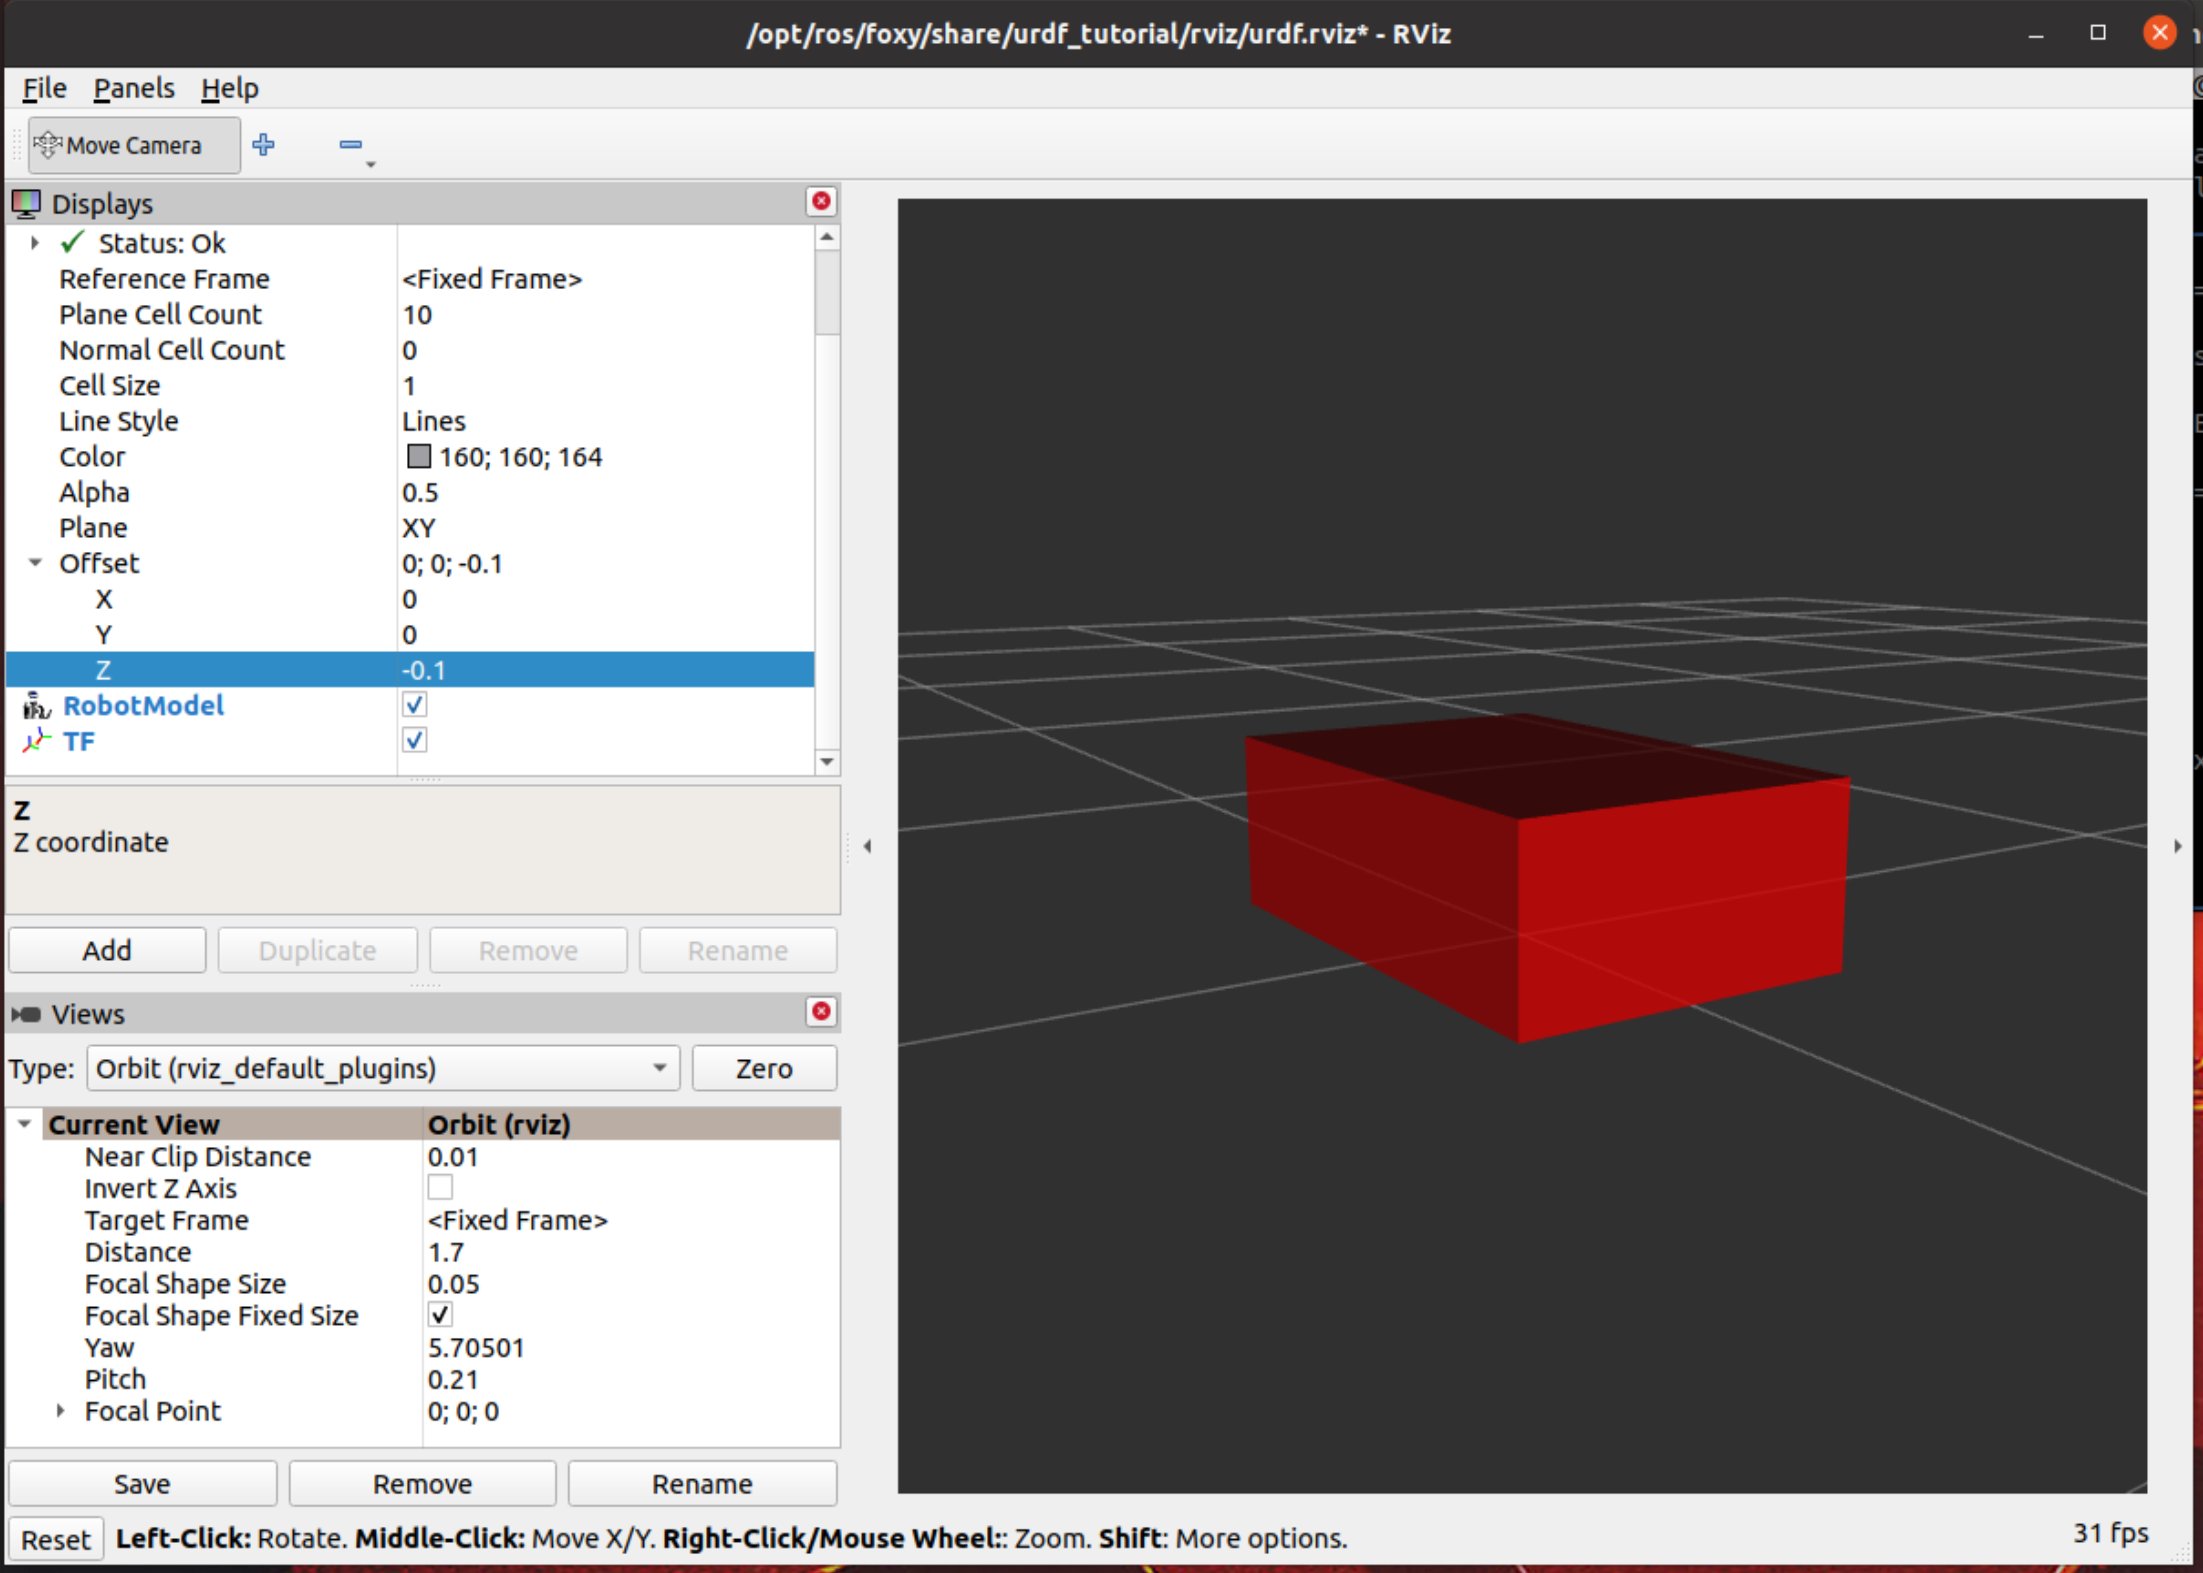 /opt/ros/foxy/share/urdf_tutorial/rviz/urdf.rviz* - RViz
File Panels Help
Move Camera
Displays
Status: Ok
Reference Frame <Fixed Frame>
Plane Cell Count 10
Normal Cell Count 0
Cell Size 1
Line Style Lines
Color 160; 160; 164
Alpha 0.5
Plane XY
Offset 0; 0; -0.1
X 0
Y 0
Z -0.1
RobotModel
TF
Z
Z coordinate
Add Duplicate Remove Rename
Views
Type: Orbit (rviz_default_plugins) Zero
Current View Orbit (rviz)
Near Clip Distance 0.01
Invert Z Axis
Target Frame <Fixed Frame>
Distance 1.7
Focal Shape Size 0.05
Focal Shape Fixed Size
Yaw 5.70501
Pitch 0.21
Focal Point 0; 0; 0
Save Remove Rename
Reset Left-Click: Rotate. Middle-Click: Move X/Y. Right-Click/Mouse Wheel:: Zoom. Shift: More options. 31 fps